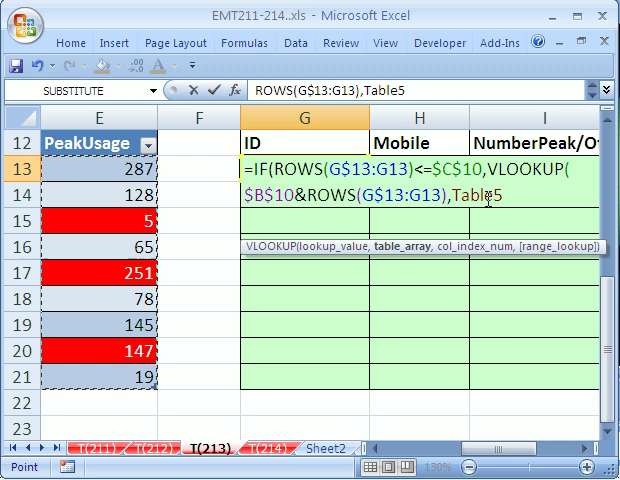 EMT211-214..xls - Microsoft Excel
Home Insert Page Layout Formulas Data Review View Developer Add-Ins
SUBSTITUTE ROWS(G$13:G13),Table5
E F G H I
12 PeakUsage ID Mobile NumberPeak/Of
13 287 =IF(ROWS(G$13:G13)<=$C$10,VLOOKUP(
14 128 $B$10&ROWS(G$13:G13),Table5
15 5
VLOOKUP(lookup_value, table_array, col_index_num, [range_lookup])
16 65
17 251
18 78
19 145
20 147
21 19
22
23
T(211) T(212) T(213) T(214) Sheet2
Point 130%